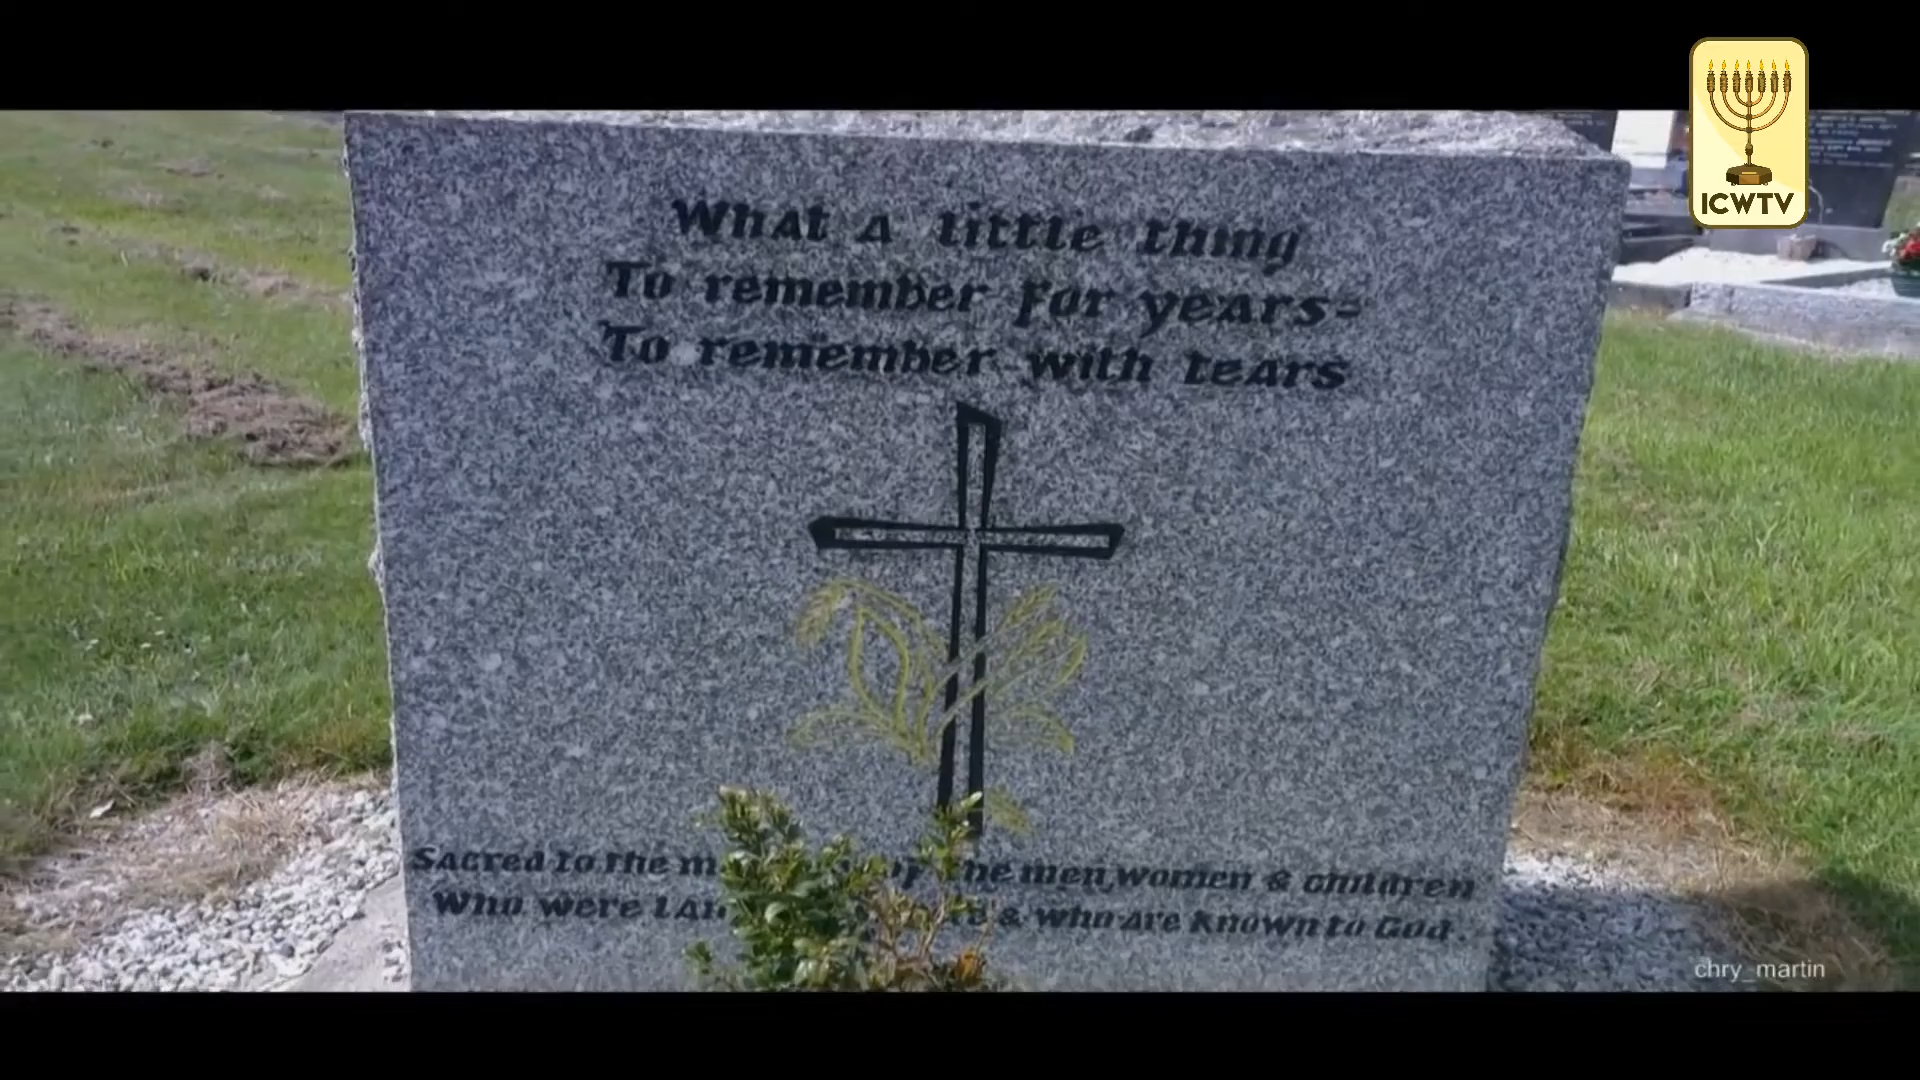 ICWTV
What a little thing
To remember for years-
To remember with tears
Sacred to the men, women & children
Who were & who are known to God.
chry_martin